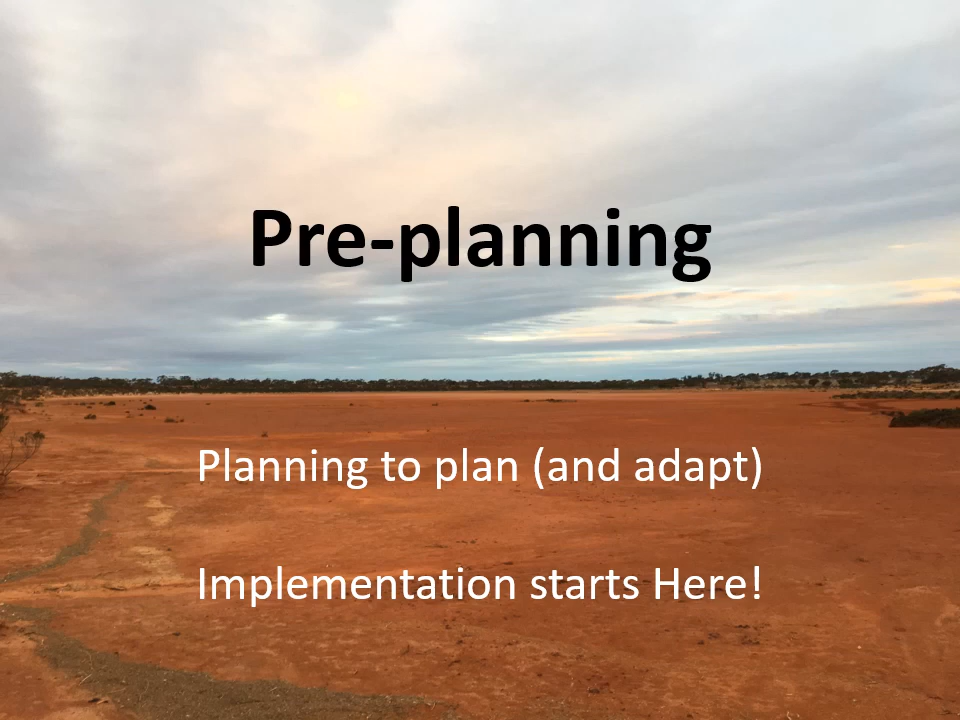 Pre-planning
Planning to plan (and adapt)
Implementation starts Here!